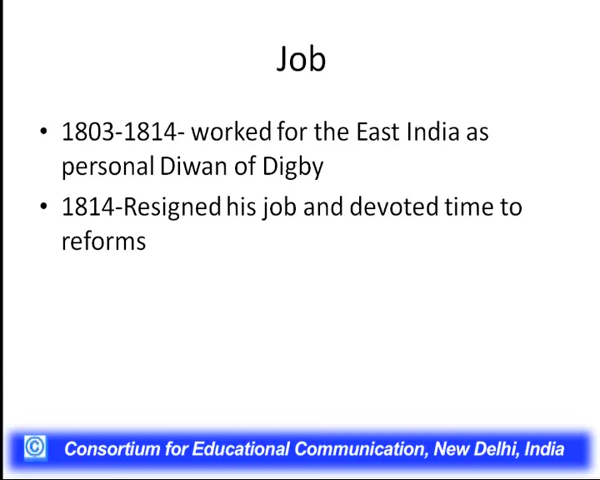 Job
• 1803-1814- worked for the East India as
personal Diwan of Digby
• 1814-Resigned his job and devoted time to
reforms
© Consortium for Educational Communication, New Delhi, India